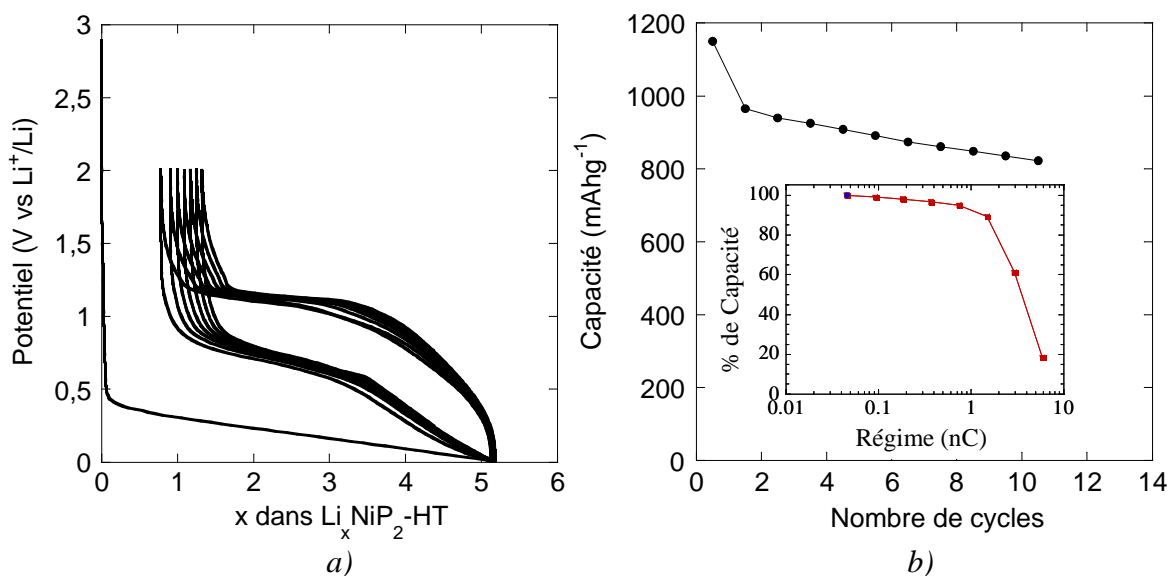 3
2,5
2
1,5
1
0,5
0
Potentiel (V vs Li⁺/Li)
0 1 2 3 4 5 6
x dans LiₓNiP₂-HT
a)
1200
1000
800
600
400
200
0
Capacité (mAhg⁻¹)
0 2 4 6 8 10 12 14
Nombre de cycles
b)
100
80
60
40
20
0
% de Capacité
0.01 0.1 1 10
Régime (nC)